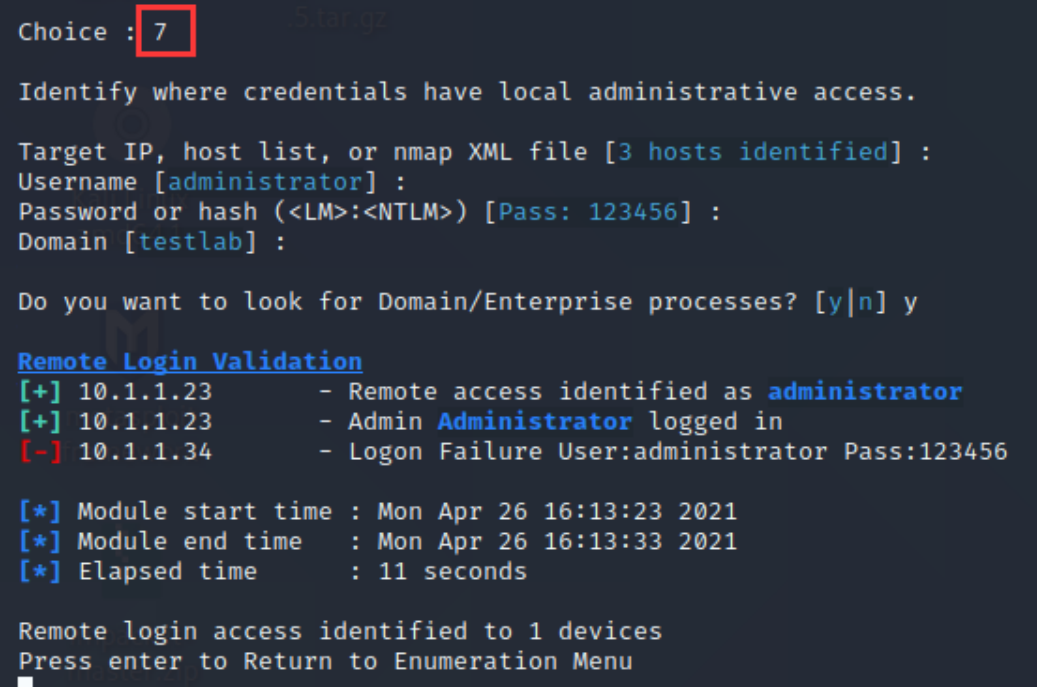 .5.tar.gz
Choice : 7
Identify where credentials have local administrative access.
Target IP, host list, or nmap XML file [3 hosts identified] :
Username [administrator] :
Password or hash (<LM>:<NTLM>) [Pass: 123456] :
Domain [testlab] :
Do you want to look for Domain/Enterprise processes? [y|n] y
Remote Login Validation
[+] 10.1.1.23       - Remote access identified as administrator
[+] 10.1.1.23       - Admin Administrator logged in
[-] 10.1.1.34       - Logon Failure User:administrator Pass:123456
[*] Module start time : Mon Apr 26 16:13:23 2021
[*] Module end time   : Mon Apr 26 16:13:33 2021
[*] Elapsed time      : 11 seconds
Remote login access identified to 1 devices
Press enter to Return to Enumeration Menu
master.zip